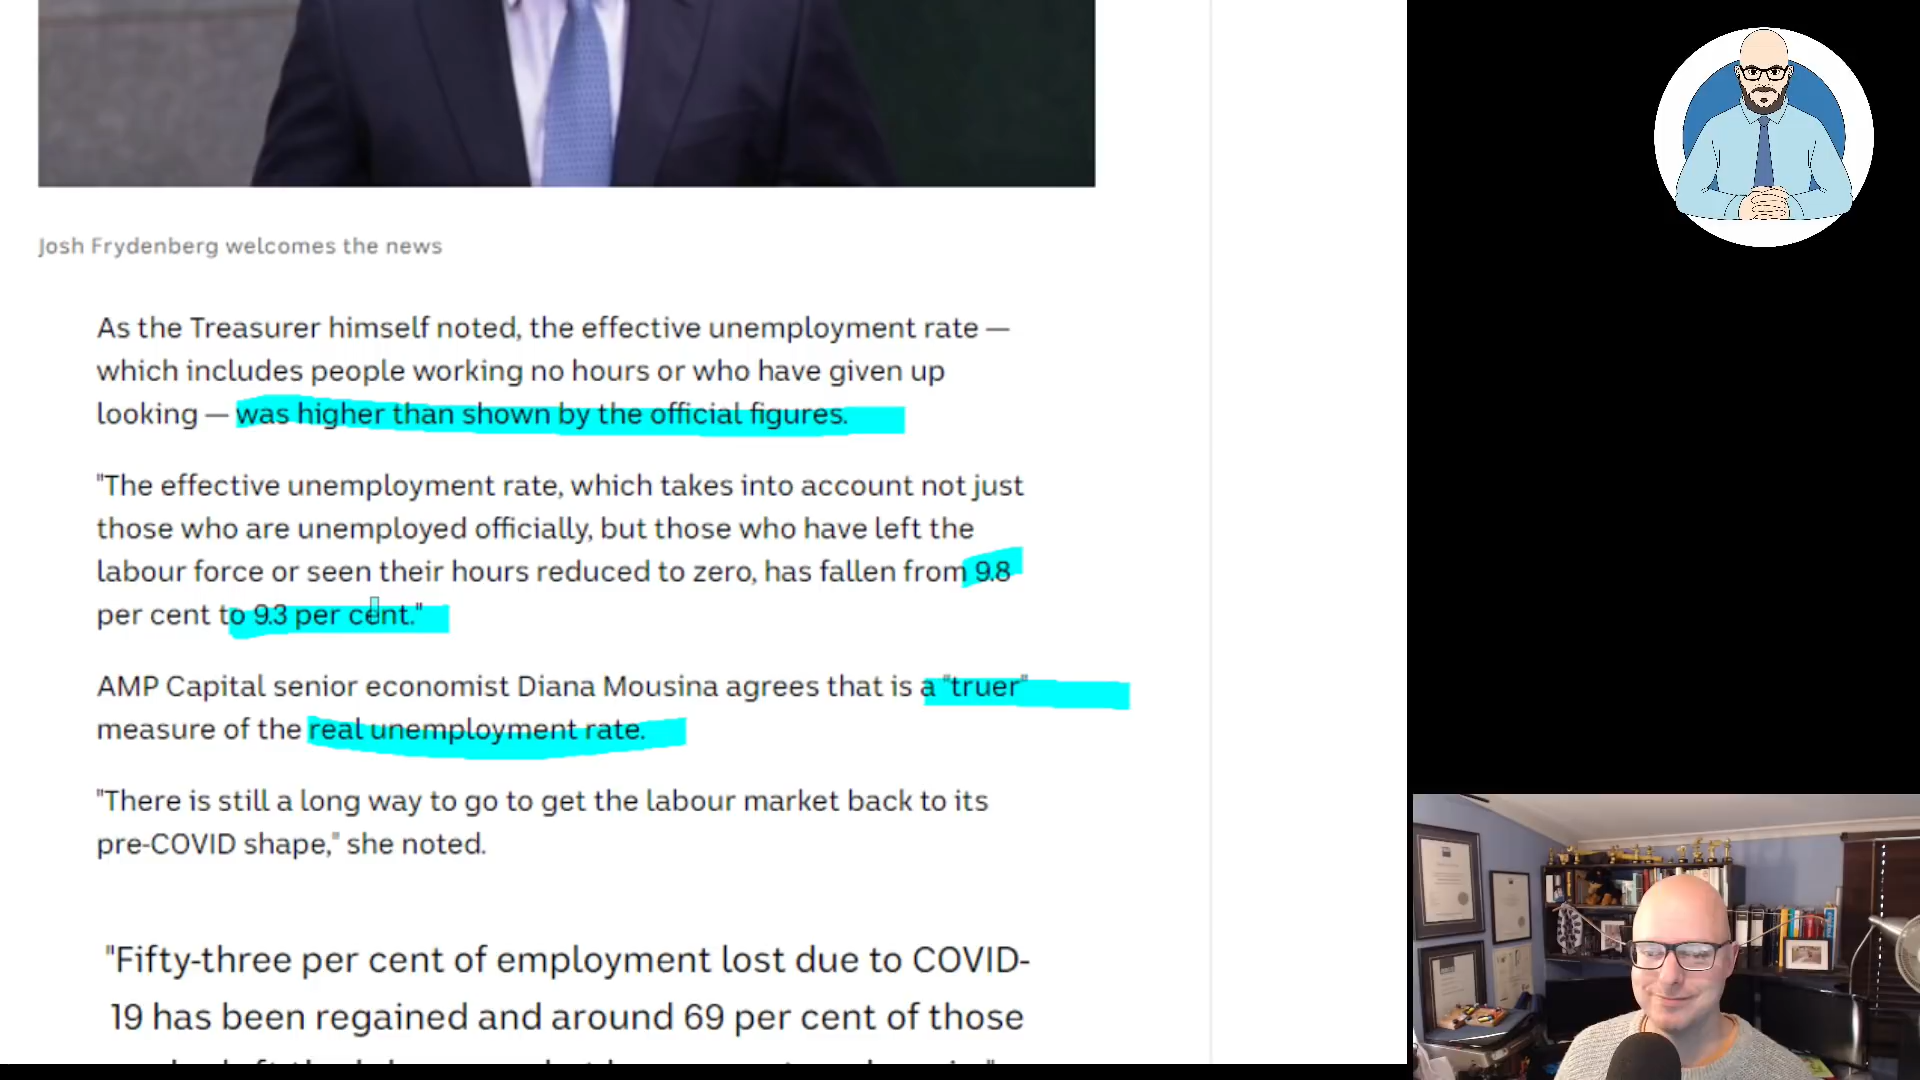 Josh Frydenberg welcomes the news
As the Treasurer himself noted, the effective unemployment rate —
which includes people working no hours or who have given up
looking — was higher than shown by the official figures.
"The effective unemployment rate, which takes into account not just
those who are unemployed officially, but those who have left the
labour force or seen their hours reduced to zero, has fallen from 9.8
per cent to 9.3 per cent."
AMP Capital senior economist Diana Mousina agrees that is a "truer"
measure of the real unemployment rate.
"There is still a long way to go to get the labour market back to its
pre-COVID shape," she noted.
"Fifty-three per cent of employment lost due to COVID-
19 has been regained and around 69 per cent of those